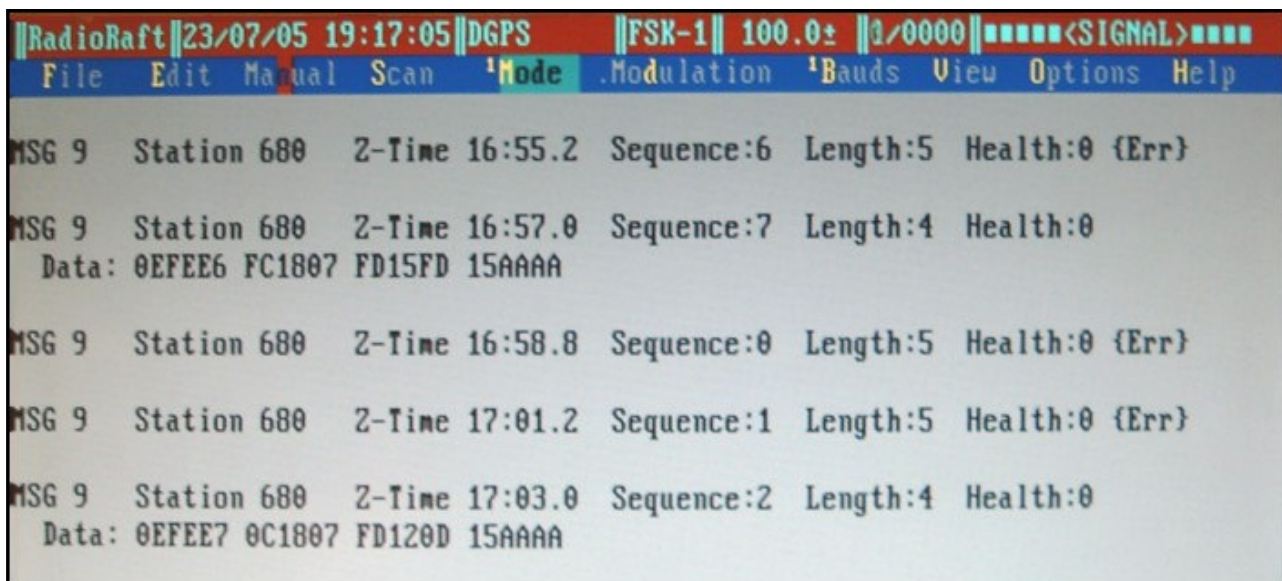 RadioRaft 23/07/05 19:17:05 DGPS FSK-1 100.0± 0/0000 <SIGNAL>
File Edit Manual Scan ¹Mode .Modulation ¹Bauds View Options Help
MSG 9 Station 680 Z-Time 16:55.2 Sequence:6 Length:5 Health:0 {Err}
MSG 9 Station 680 Z-Time 16:57.0 Sequence:7 Length:4 Health:0
Data: 0EFEE6 FC1807 FD15FD 15AAAA
MSG 9 Station 680 Z-Time 16:58.8 Sequence:0 Length:5 Health:0 {Err}
MSG 9 Station 680 Z-Time 17:01.2 Sequence:1 Length:5 Health:0 {Err}
MSG 9 Station 680 Z-Time 17:03.0 Sequence:2 Length:4 Health:0
Data: 0EFEE7 0C1807 FD120D 15AAAA